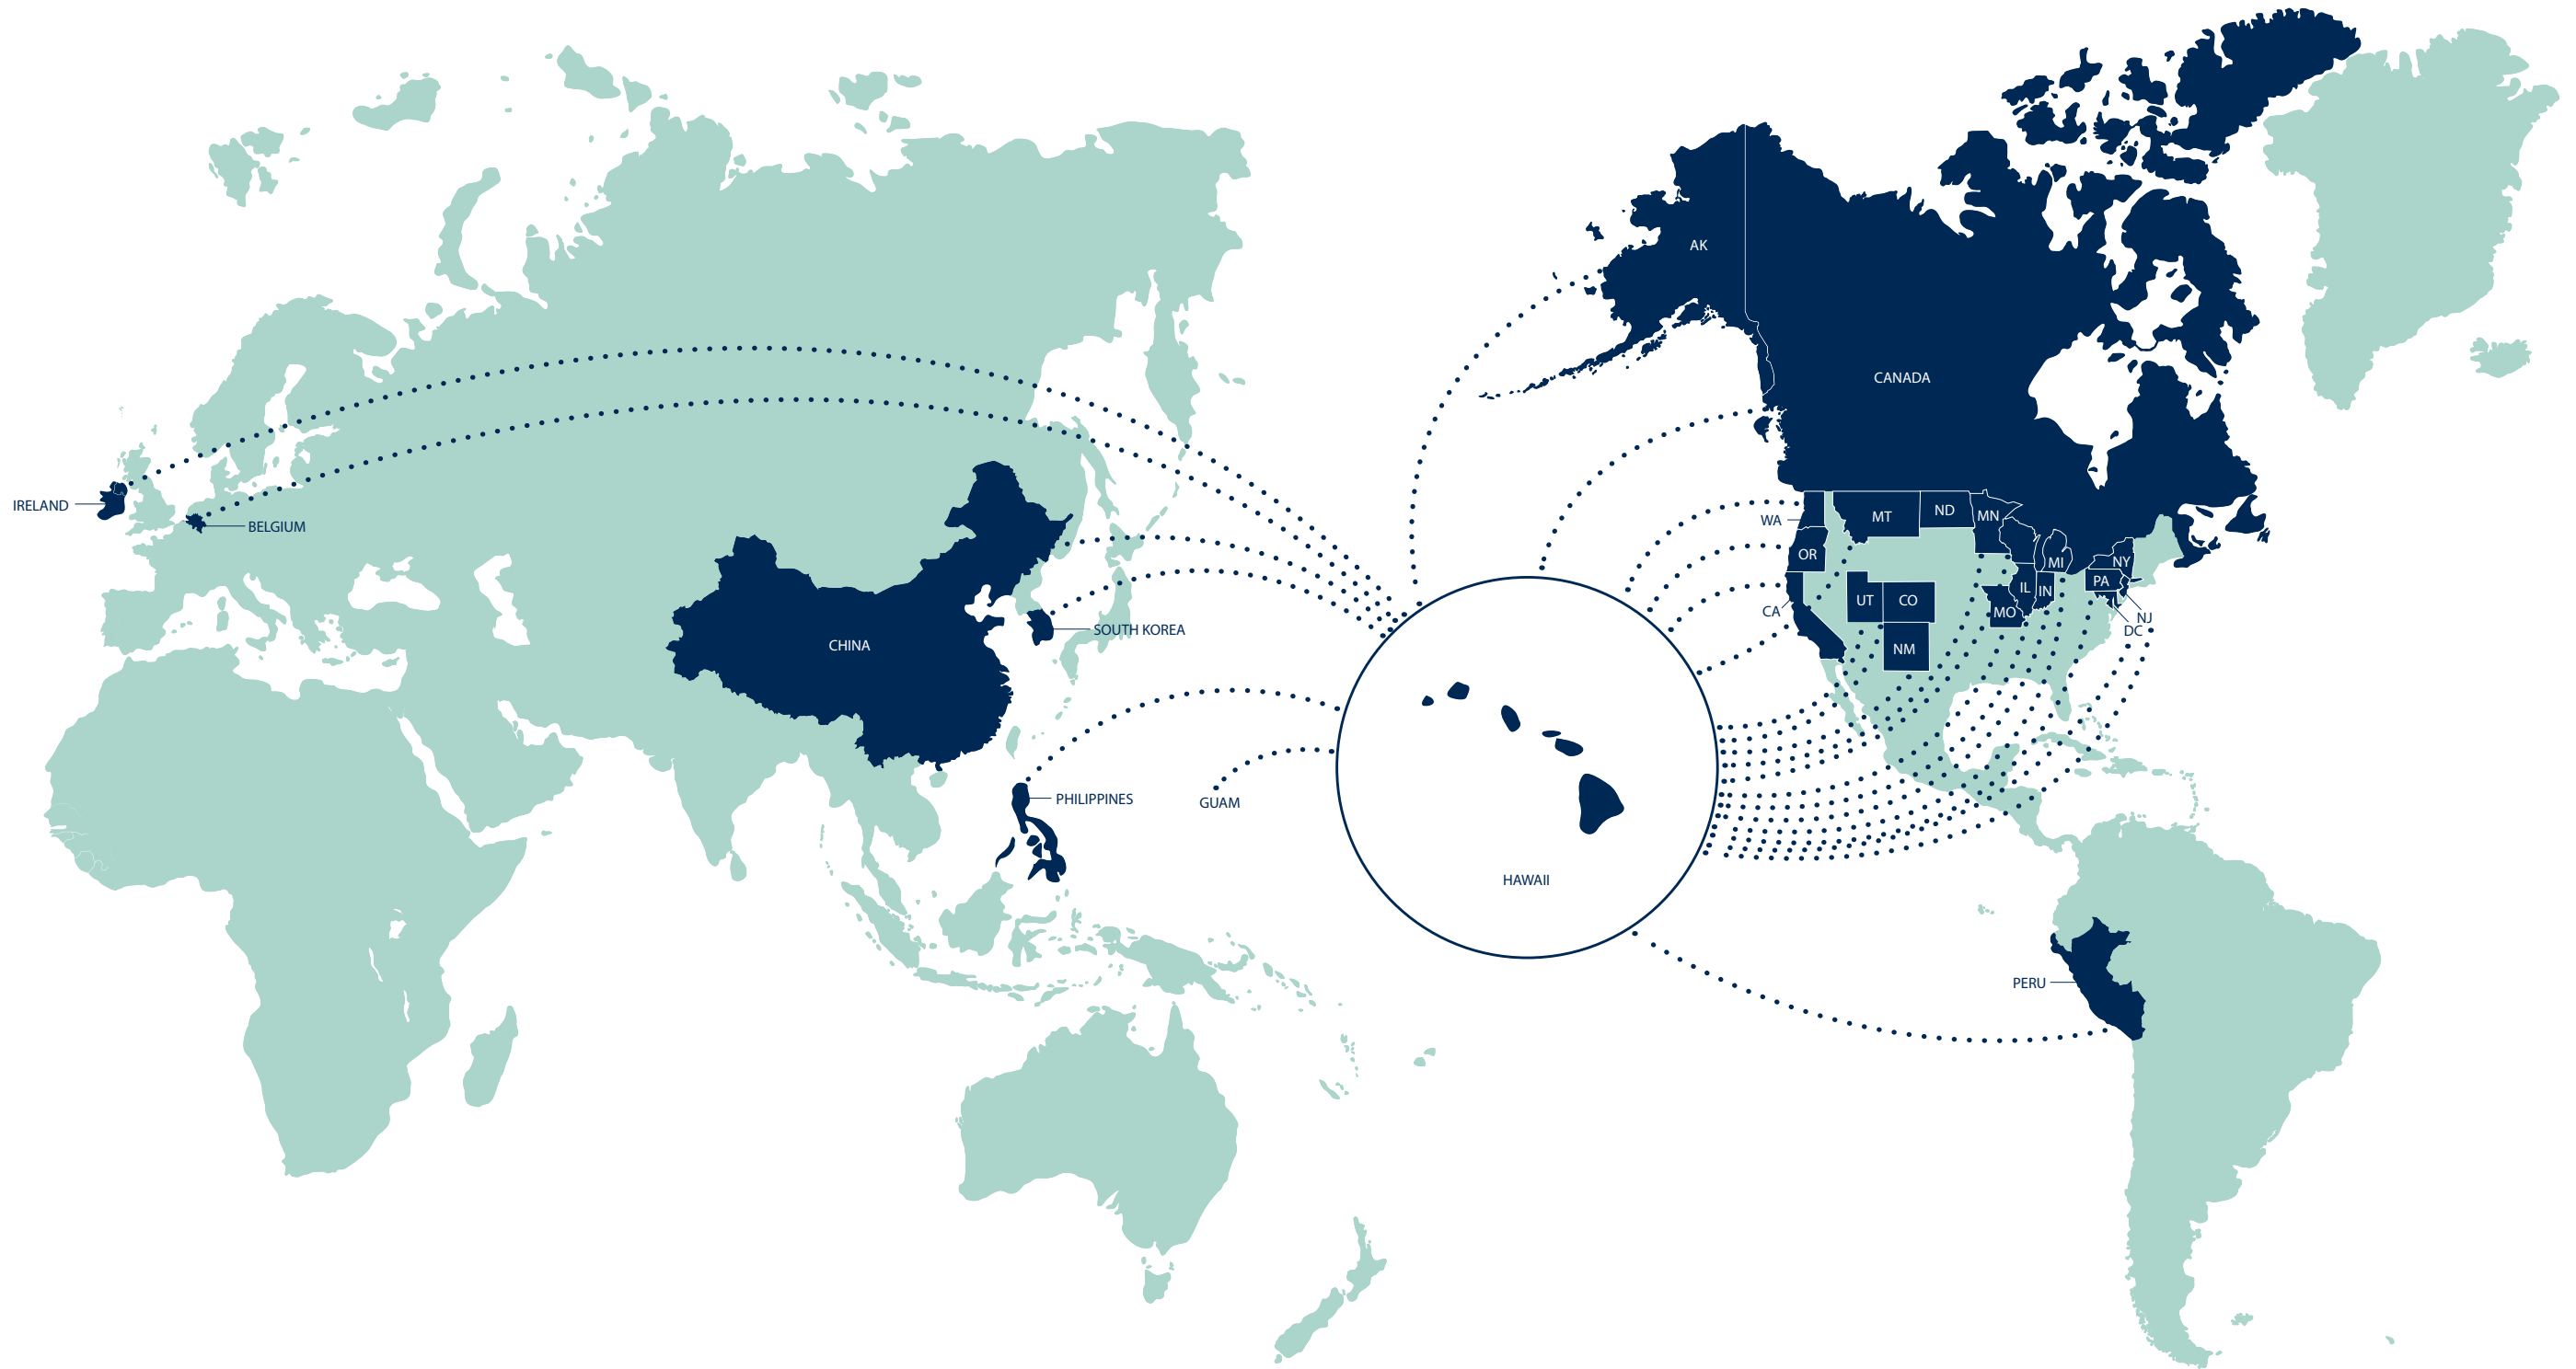 AK
CANADA
IRELAND
BELGIUM
WA
MT
ND
MN
OR
MI
NY
PA
UT
CO
IL
IN
CA
MO
NJ
DC
SOUTH KOREA
CHINA
NM
PHILIPPINES
GUAM
HAWAII
PERU